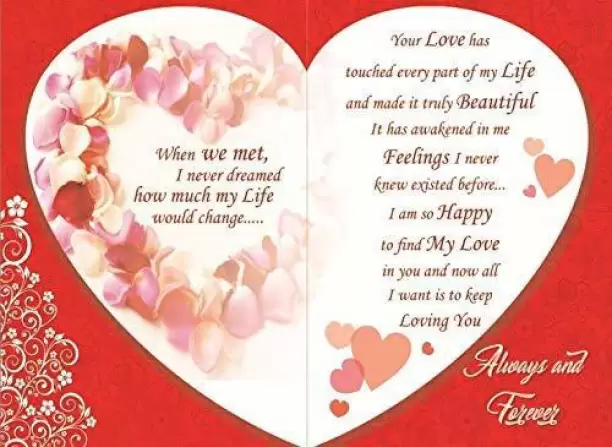 When we met,
I never dreamed
how much my Life
would change.....
Your Love has
touched every part of my Life
and made it truly Beautiful
It has awakened in me
Feelings I never
knew existed before...
I am so Happy
to find My Love
in you and now all
I want is to keep
Loving You
Always and
Forever